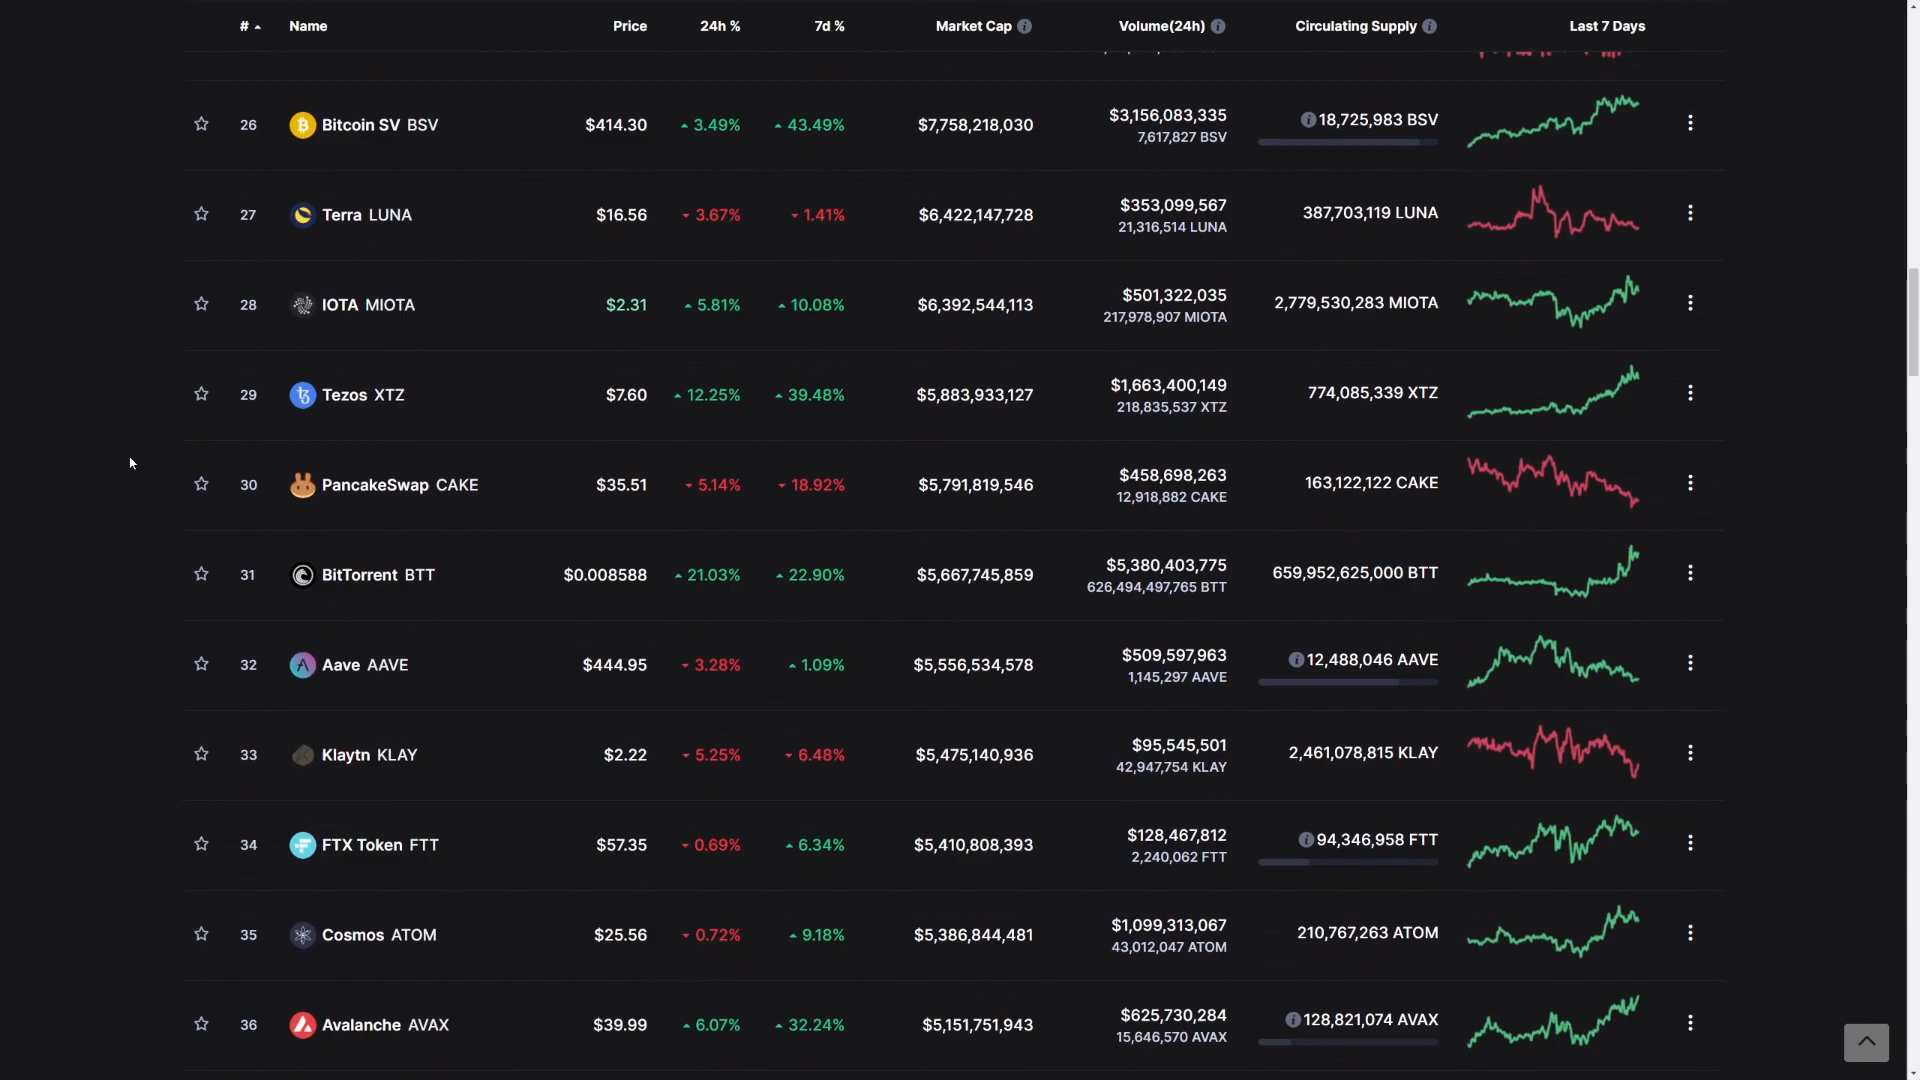 # Name Price 24h % 7d % Market Cap Volume(24h) Circulating Supply Last 7 Days
26 Bitcoin SV BSV $414.30 3.49% 43.49% $7,758,218,030 $3,156,083,335 18,725,983 BSV
7,617,827 BSV
27 Terra LUNA $16.56 3.67% 1.41% $6,422,147,728 $353,099,567 387,703,119 LUNA
21,316,514 LUNA
28 IOTA MIOTA $2.31 5.81% 10.08% $6,392,544,113 $501,322,035 2,779,530,283 MIOTA
217,978,907 MIOTA
29 Tezos XTZ $7.60 12.25% 39.48% $5,883,933,127 $1,663,400,149 774,085,339 XTZ
218,835,537 XTZ
30 PancakeSwap CAKE $35.51 5.14% 18.92% $5,791,819,546 $458,698,263 163,122,122 CAKE
12,918,882 CAKE
31 BitTorrent BTT $0.008588 21.03% 22.90% $5,667,745,859 $5,380,403,775 659,952,625,000 BTT
626,494,497,765 BTT
32 Aave AAVE $444.95 3.28% 1.09% $5,556,534,578 $509,597,963 12,488,046 AAVE
1,145,297 AAVE
33 Klaytn KLAY $2.22 5.25% 6.48% $5,475,140,936 $95,545,501 2,461,078,815 KLAY
42,947,754 KLAY
34 FTX Token FTT $57.35 0.69% 6.34% $5,410,808,393 $128,467,812 94,346,958 FTT
2,240,062 FTT
35 Cosmos ATOM $25.56 0.72% 9.18% $5,386,844,481 $1,099,313,067 210,767,263 ATOM
43,012,047 ATOM
36 Avalanche AVAX $39.99 6.07% 32.24% $5,151,751,943 $625,730,284 128,821,074 AVAX
15,646,570 AVAX